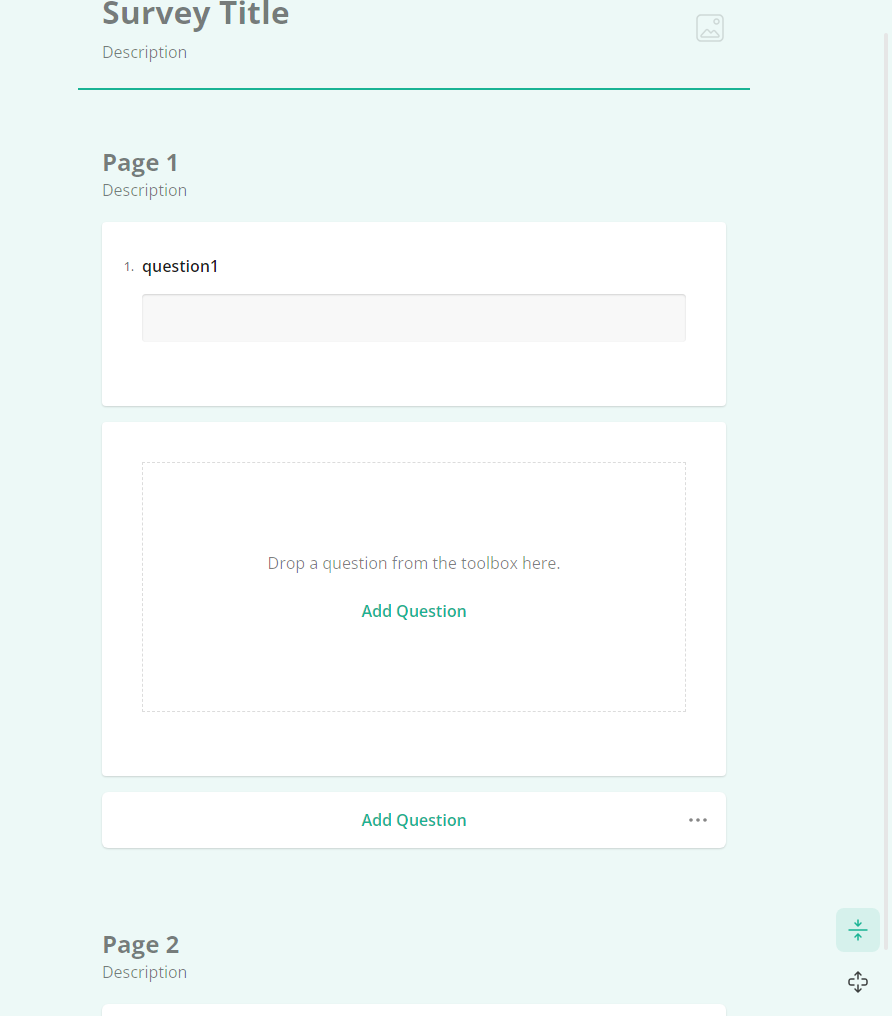 Survey Title
Description
Page 1
Description
1. question1
Drop a question from the toolbox here.
Add Question
Add Question
Page 2
Description